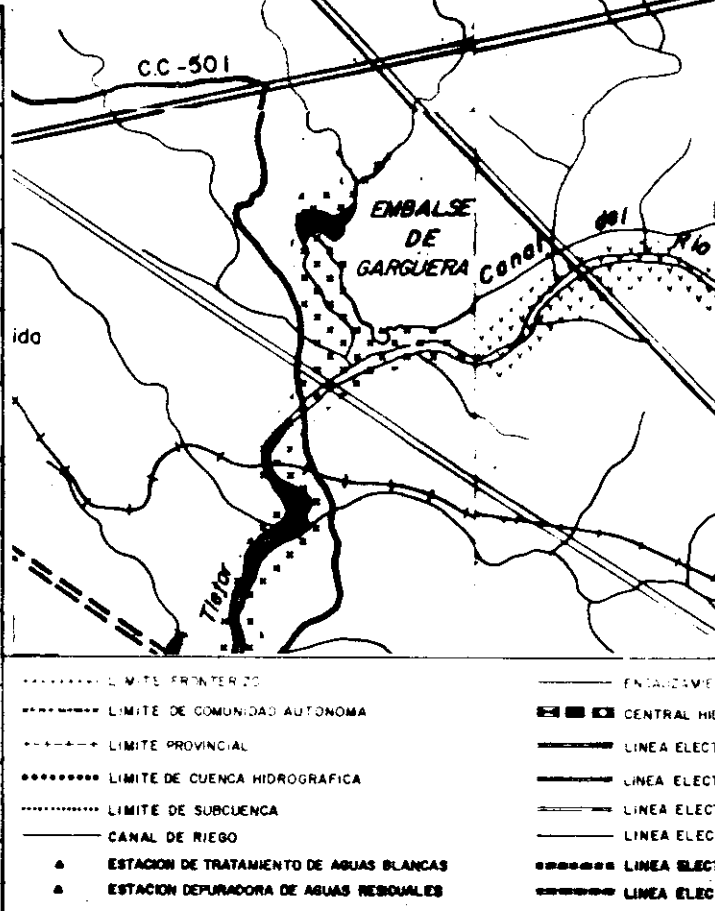 C.C-501
EMBALSE
DE
GARGUERA
Canal del Río
ida
Tietar
LIMITE FRONTERIZO
LIMITE DE COMUNIDAD AUTONOMA
LIMITE PROVINCIAL
LIMITE DE CUENCA HIDROGRAFICA
LIMITE DE SUBCUENCA
CANAL DE RIEGO
ESTACION DE TRATAMIENTO DE AGUAS BLANCAS
ESTACION DEPURADORA DE AGUAS RESIDUALES
CENTRAL HI
LINEA ELECT
LINEA ELECT
LINEA ELECT
LINEA ELEC
LINEA ELECT
LINEA ELEC